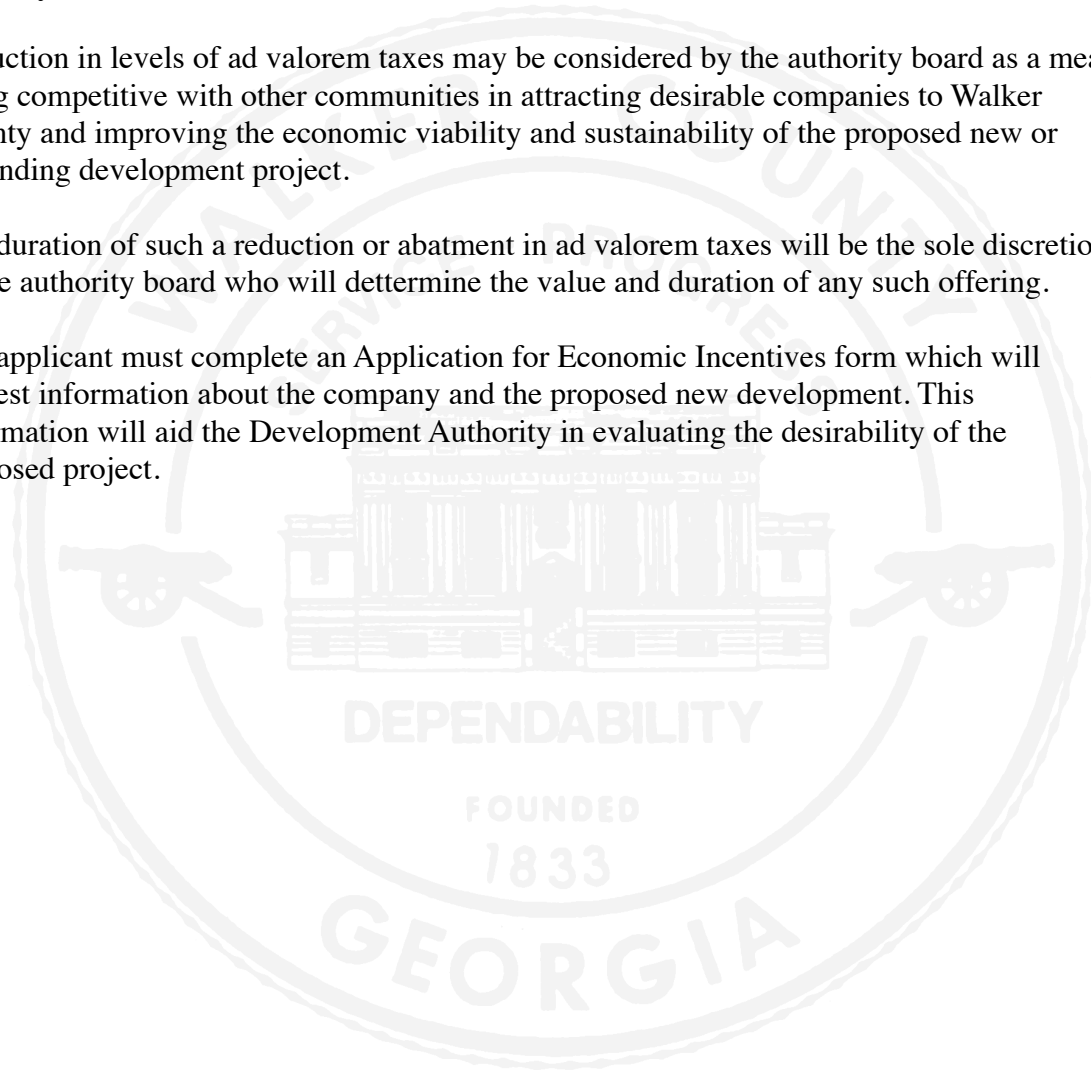 uction in levels of ad valorem taxes may be considered by the authority board as a mea
g competitive with other communities in attracting desirable companies to Walker
nty and improving the economic viability and sustainability of the proposed new or
nding development project.
duration of such a reduction or abatment in ad valorem taxes will be the sole discretio
e authority board who will dettermine the value and duration of any such offering.
applicant must complete an Application for Economic Incentives form which will
est information about the company and the proposed new development. This
rmation will aid the Development Authority in evaluating the desirability of the
osed project.
WALKER COUNTY
SERVICE PROGRESS
DEPENDABILITY
FOUNDED
1833
GEORGIA